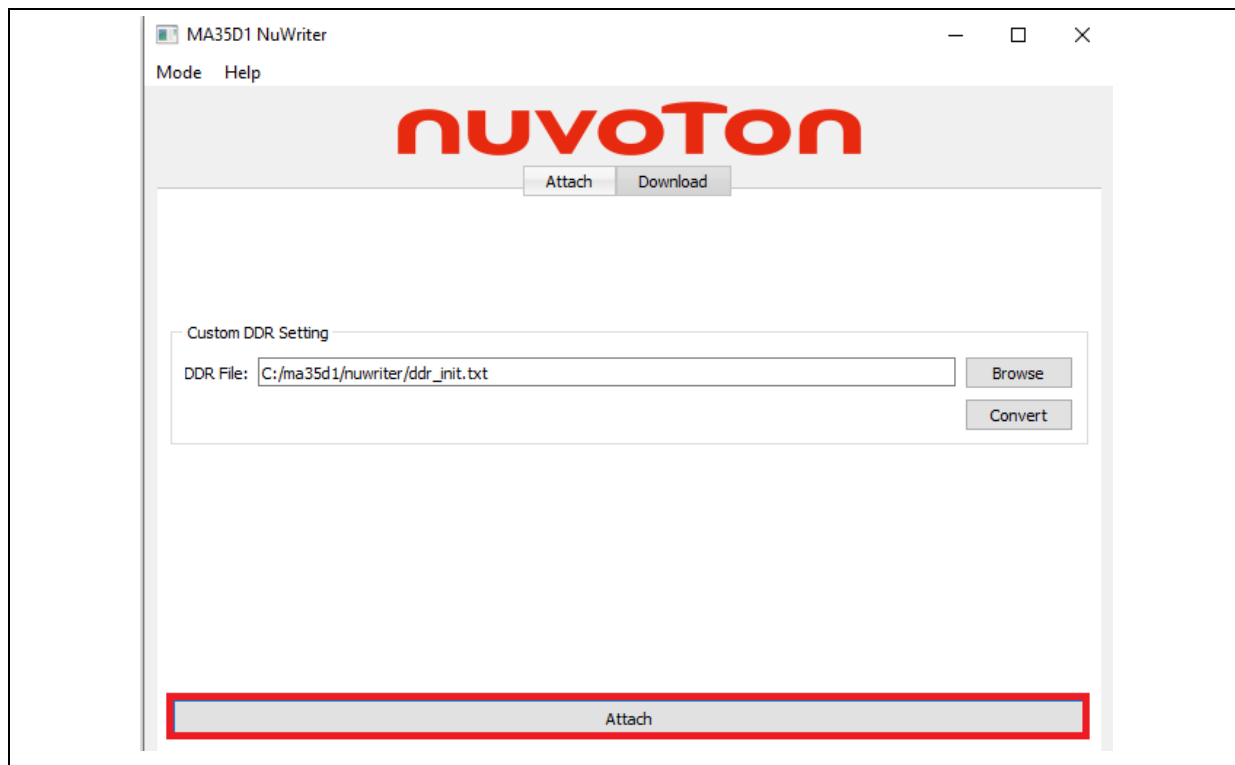 MA35D1 NuWriter
Mode Help
nuvoTon
Attach Download
Custom DDR Setting
DDR File: C:/ma35d1/nuwriter/ddr_init.txt Browse
Convert
Attach